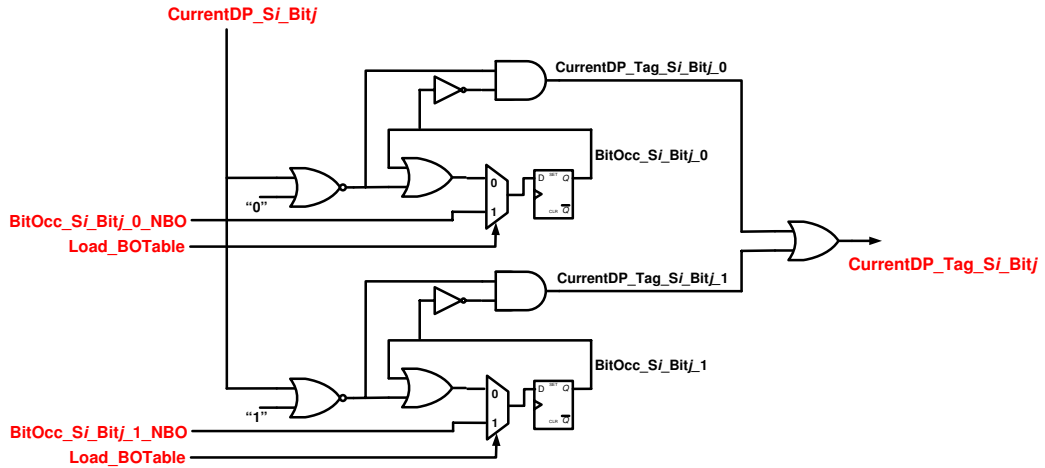 CurrentDP_Si_Bitj
CurrentDP_Tag_Si_Bitj_0
BitOcc_Si_Bitj_0
D SET Q
CLR Q
0
1
“0”
BitOcc_Si_Bitj_0_NBO
Load_BOTable
CurrentDP_Tag_Si_Bitj
CurrentDP_Tag_Si_Bitj_1
BitOcc_Si_Bitj_1
D SET Q
CLR Q
0
1
“1”
BitOcc_Si_Bitj_1_NBO
Load_BOTable